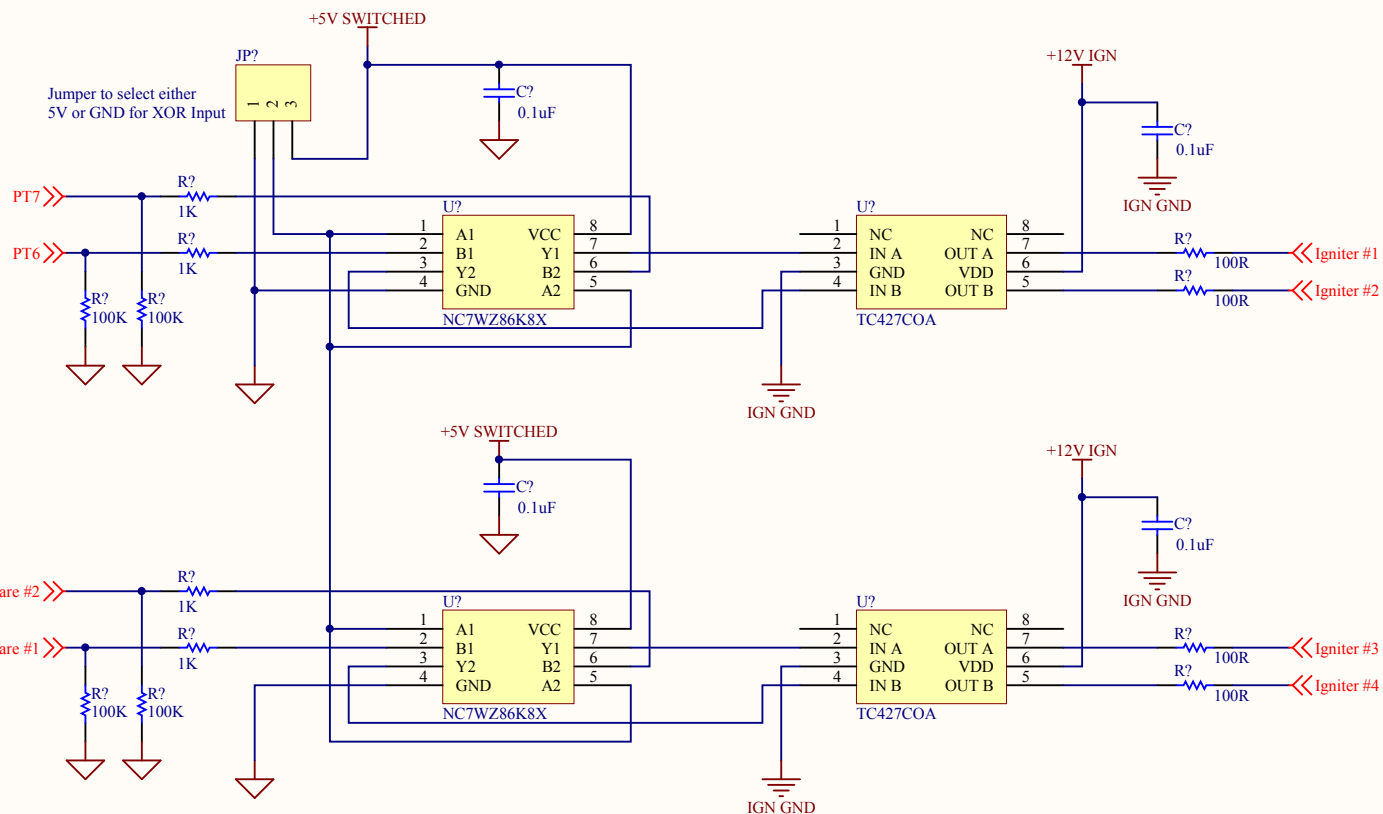 +5V SWITCHED
JP?
Jumper to select either
5V or GND for XOR Input
1
2
3
C?
0.1uF
+12V IGN
C?
0.1uF
IGN GND
PT7
R?
1K
PT6
R?
1K
R?
100K
R?
100K
U?
1 A1 VCC 8
2 B1 Y1 7
3 Y2 B2 6
4 GND A2 5
NC7WZ86K8X
U?
1 NC NC 8
2 IN A OUT A 7
3 GND VDD 6
4 IN B OUT B 5
TC427COA
R?
100R
Igniter #1
R?
100R
Igniter #2
IGN GND
+5V SWITCHED
C?
0.1uF
+12V IGN
C?
0.1uF
IGN GND
are #2
R?
1K
are #1
R?
1K
R?
100K
R?
100K
U?
1 A1 VCC 8
2 B1 Y1 7
3 Y2 B2 6
4 GND A2 5
NC7WZ86K8X
U?
1 NC NC 8
2 IN A OUT A 7
3 GND VDD 6
4 IN B OUT B 5
TC427COA
R?
100R
Igniter #3
R?
100R
Igniter #4
IGN GND